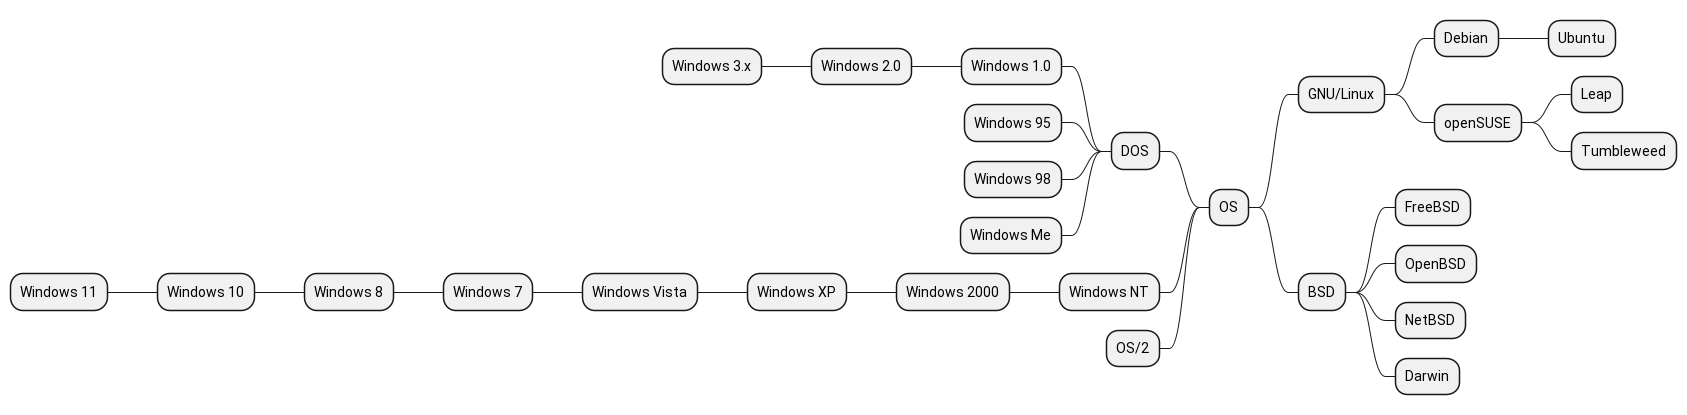 Debian
Ubuntu
Windows 3.x
Windows 2.0
Windows 1.0
GNU/Linux
Leap
Windows 95
openSUSE
DOS
Tumbleweed
Windows 98
OS
FreeBSD
Windows Me
OpenBSD
Windows 11
Windows 10
Windows 8
Windows 7
Windows Vista
Windows XP
Windows 2000
Windows NT
BSD
NetBSD
OS/2
Darwin